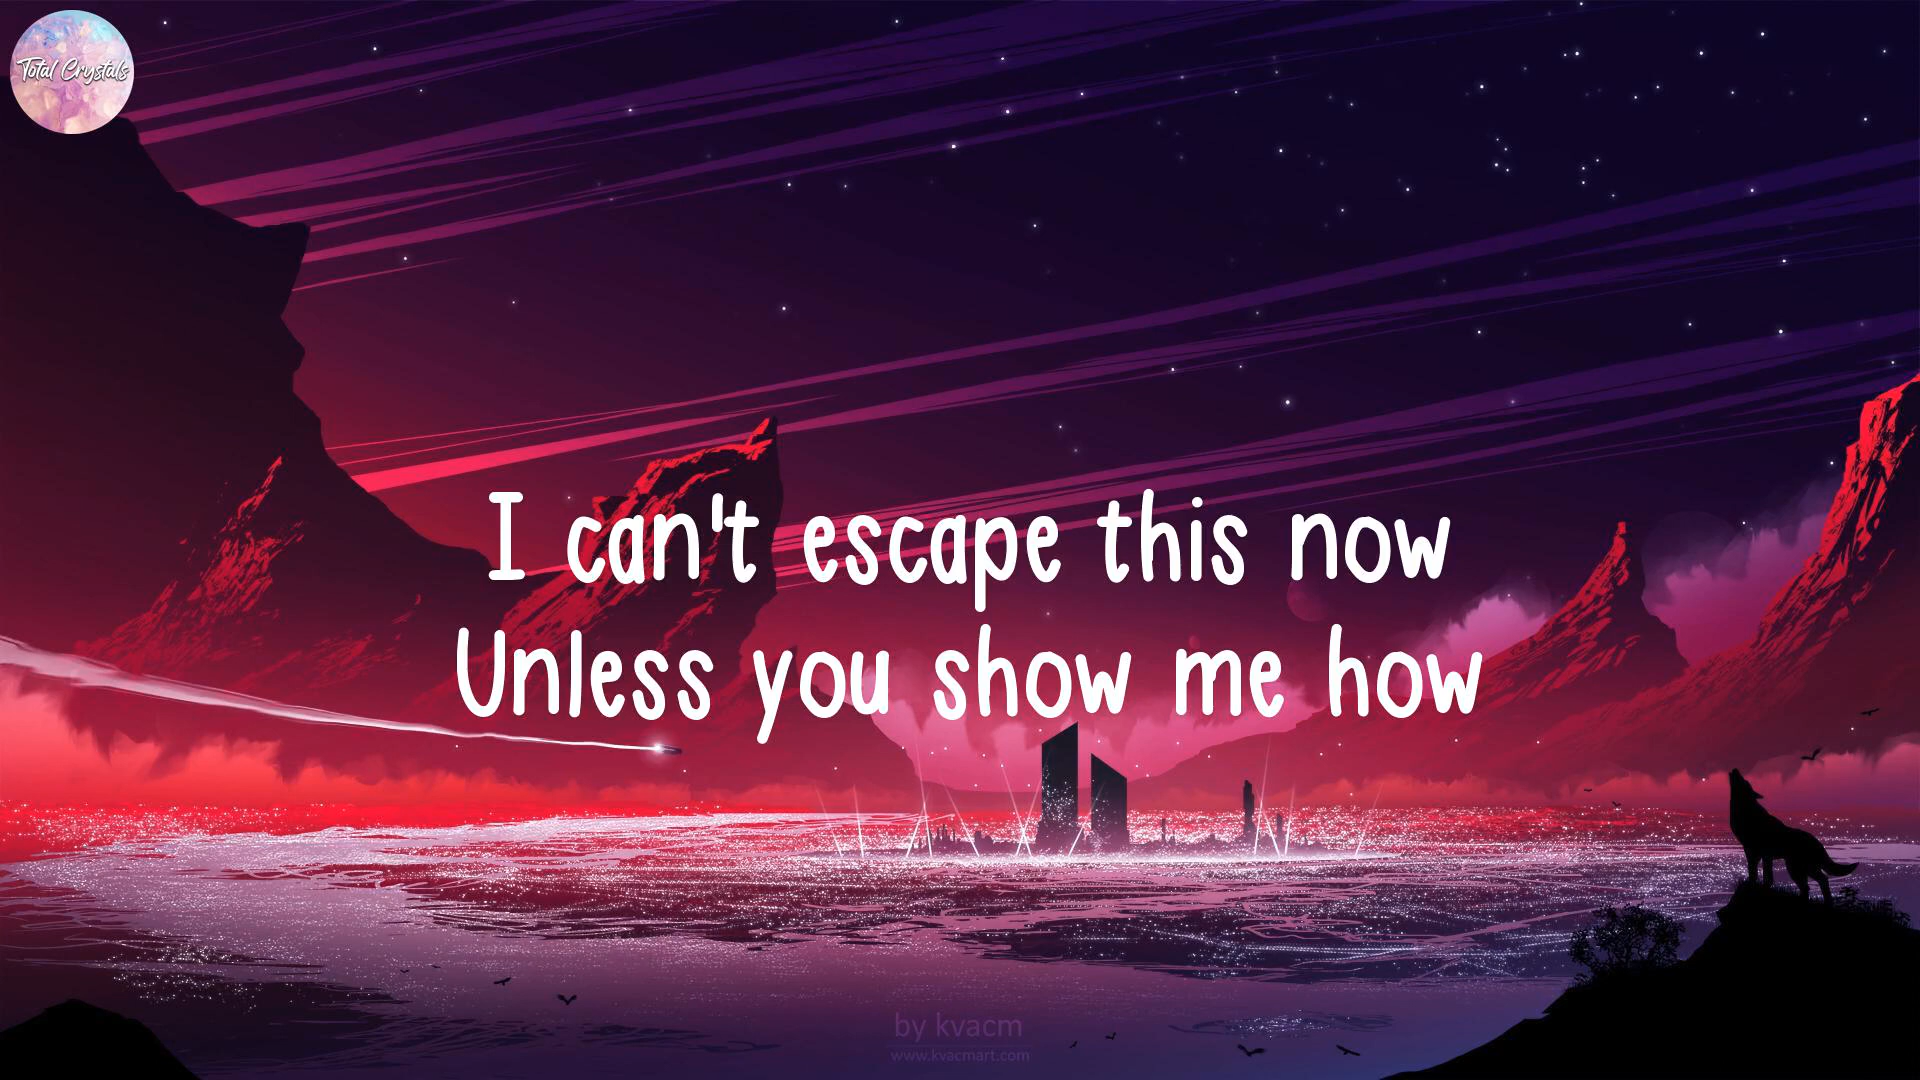 Total Crystals
I can't escape this now
Unless you show me how
by kvacm
www.kvacmart.com